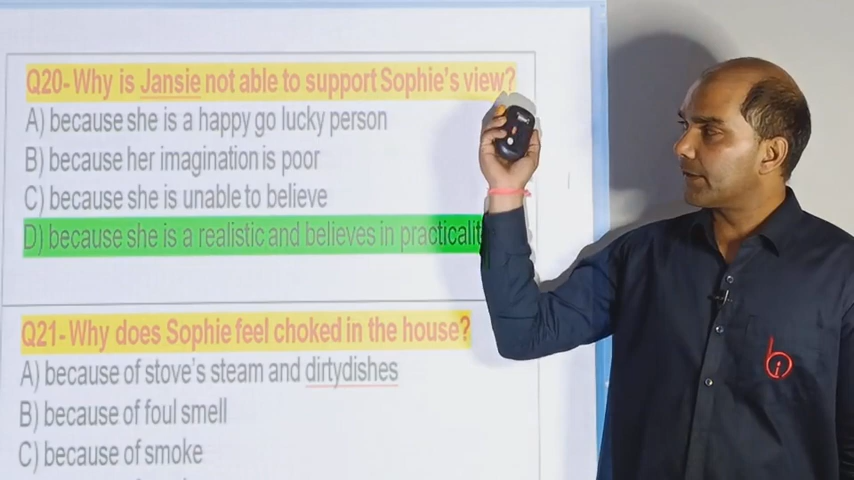 Q20- Why is Jansie not able to support Sophie's view?
A) because she is a happy go lucky person
B) because her imagination is poor
C) because she is unable to believe
D) because she is a realistic and believes in
Q21- Why does Sophie feel choked in the house?
A) because of stove's steam and dirtydishes
B) because of foul smell
C) because of smoke